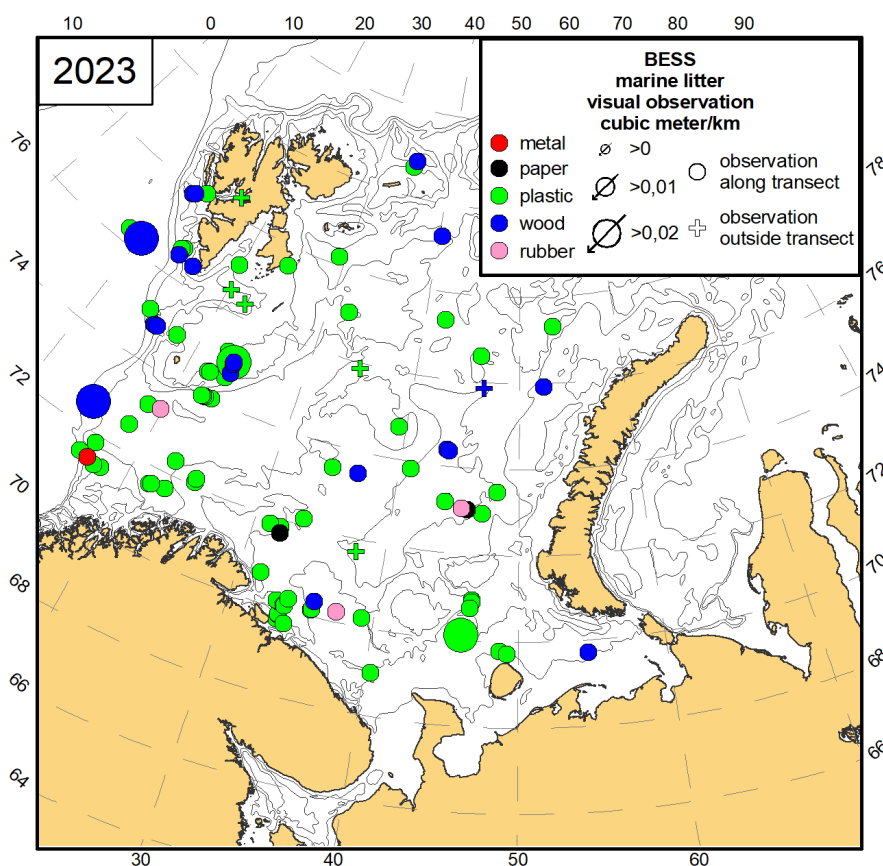 10 0 10 20 30 40 50 60 70 80 90
2023
BESS
marine litter
visual observation
cubic meter/km
metal
paper
plastic
wood
rubber
>0
>0,01
>0,02
observation
along transect
observation
outside transect
76
74
72
70
68
66
64
78
76
74
72
70
66
30 40 50 60